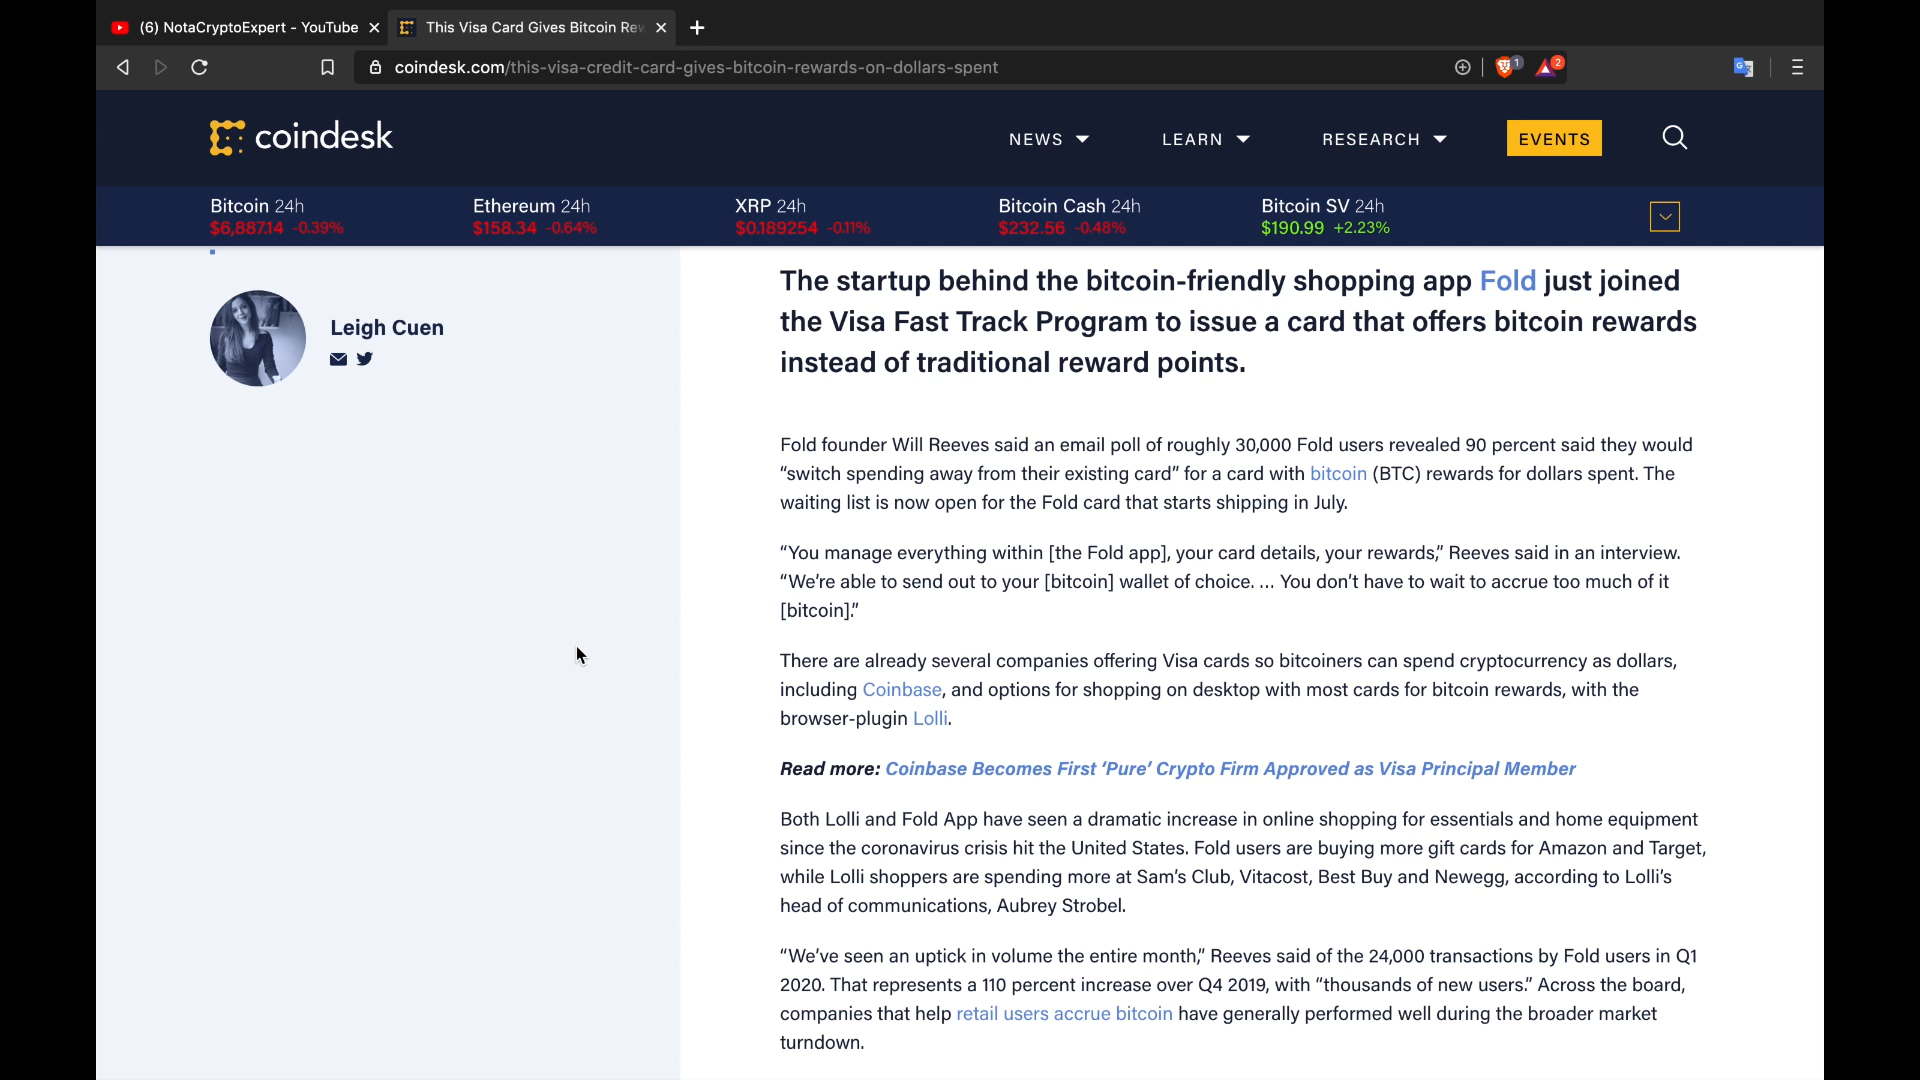 (6) NotaCryptoExpert - YouTube
This Visa Card Gives Bitcoin Rew
coindesk.com/this-visa-credit-card-gives-bitcoin-rewards-on-dollars-spent
1
2
coindesk
NEWS
LEARN
RESEARCH
EVENTS
Bitcoin 24h
$6,887.14 -0.39%
Ethereum 24h
$158.34 -0.64%
XRP 24h
$0.189254 -0.11%
Bitcoin Cash 24h
$232.56 -0.48%
Bitcoin SV 24h
$190.99 +2.23%
Leigh Cuen
The startup behind the bitcoin-friendly shopping app Fold just joined
the Visa Fast Track Program to issue a card that offers bitcoin rewards
instead of traditional reward points.
Fold founder Will Reeves said an email poll of roughly 30,000 Fold users revealed 90 percent said they would
“switch spending away from their existing card” for a card with bitcoin (BTC) rewards for dollars spent. The
waiting list is now open for the Fold card that starts shipping in July.
“You manage everything within [the Fold app], your card details, your rewards,” Reeves said in an interview.
“We’re able to send out to your [bitcoin] wallet of choice. … You don’t have to wait to accrue too much of it
[bitcoin].”
There are already several companies offering Visa cards so bitcoiners can spend cryptocurrency as dollars,
including Coinbase, and options for shopping on desktop with most cards for bitcoin rewards, with the
browser-plugin Lolli.
Read more: Coinbase Becomes First ‘Pure’ Crypto Firm Approved as Visa Principal Member
Both Lolli and Fold App have seen a dramatic increase in online shopping for essentials and home equipment
since the coronavirus crisis hit the United States. Fold users are buying more gift cards for Amazon and Target,
while Lolli shoppers are spending more at Sam’s Club, Vitacost, Best Buy and Newegg, according to Lolli’s
head of communications, Aubrey Strobel.
“We’ve seen an uptick in volume the entire month,” Reeves said of the 24,000 transactions by Fold users in Q1
2020. That represents a 110 percent increase over Q4 2019, with “thousands of new users.” Across the board,
companies that help retail users accrue bitcoin have generally performed well during the broader market
turndown.